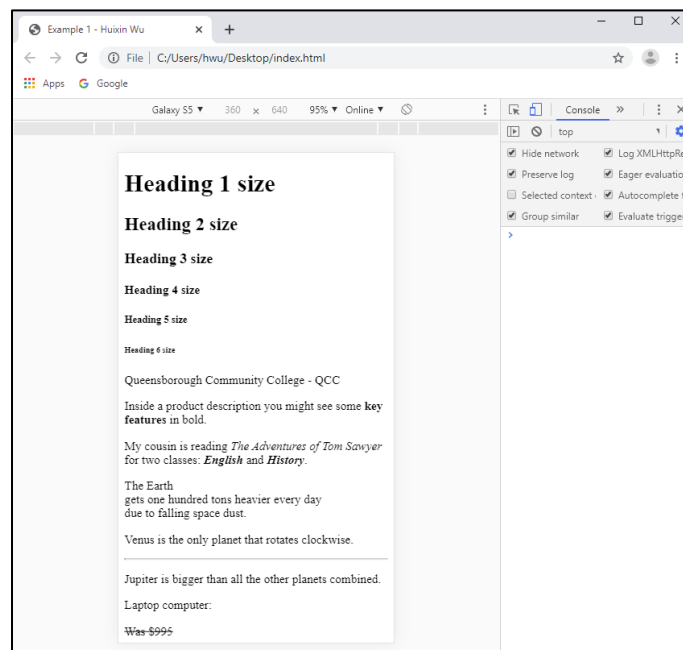 Example 1 - Huixin Wu
File C:/Users/hwu/Desktop/index.html
Apps Google
Galaxy S5 ▼ 360 × 640 95% ▼ Online ▼
Console »
top
Hide network Log XMLHttpRe
Preserve log Eager evaluatio
Selected context Autocomplete
Group similar Evaluate trigger
Heading 1 size
Heading 2 size
Heading 3 size
Heading 4 size
Heading 5 size
Heading 6 size
Queensborough Community College - QCC
Inside a product description you might see some key
features in bold.
My cousin is reading The Adventures of Tom Sawyer
for two classes: English and History.
The Earth
gets one hundred tons heavier every day
due to falling space dust.
Venus is the only planet that rotates clockwise.
Jupiter is bigger than all the other planets combined.
Laptop computer:
Was $995